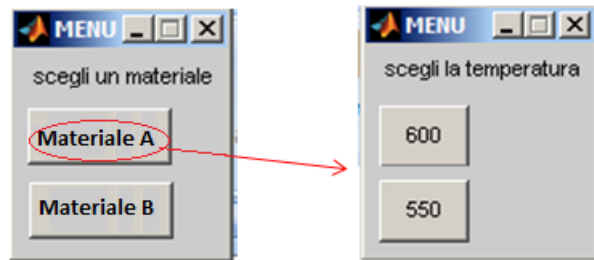 MENU
scegli un materiale
Materiale A
Materiale B
MENU
scegli la temperatura
600
550